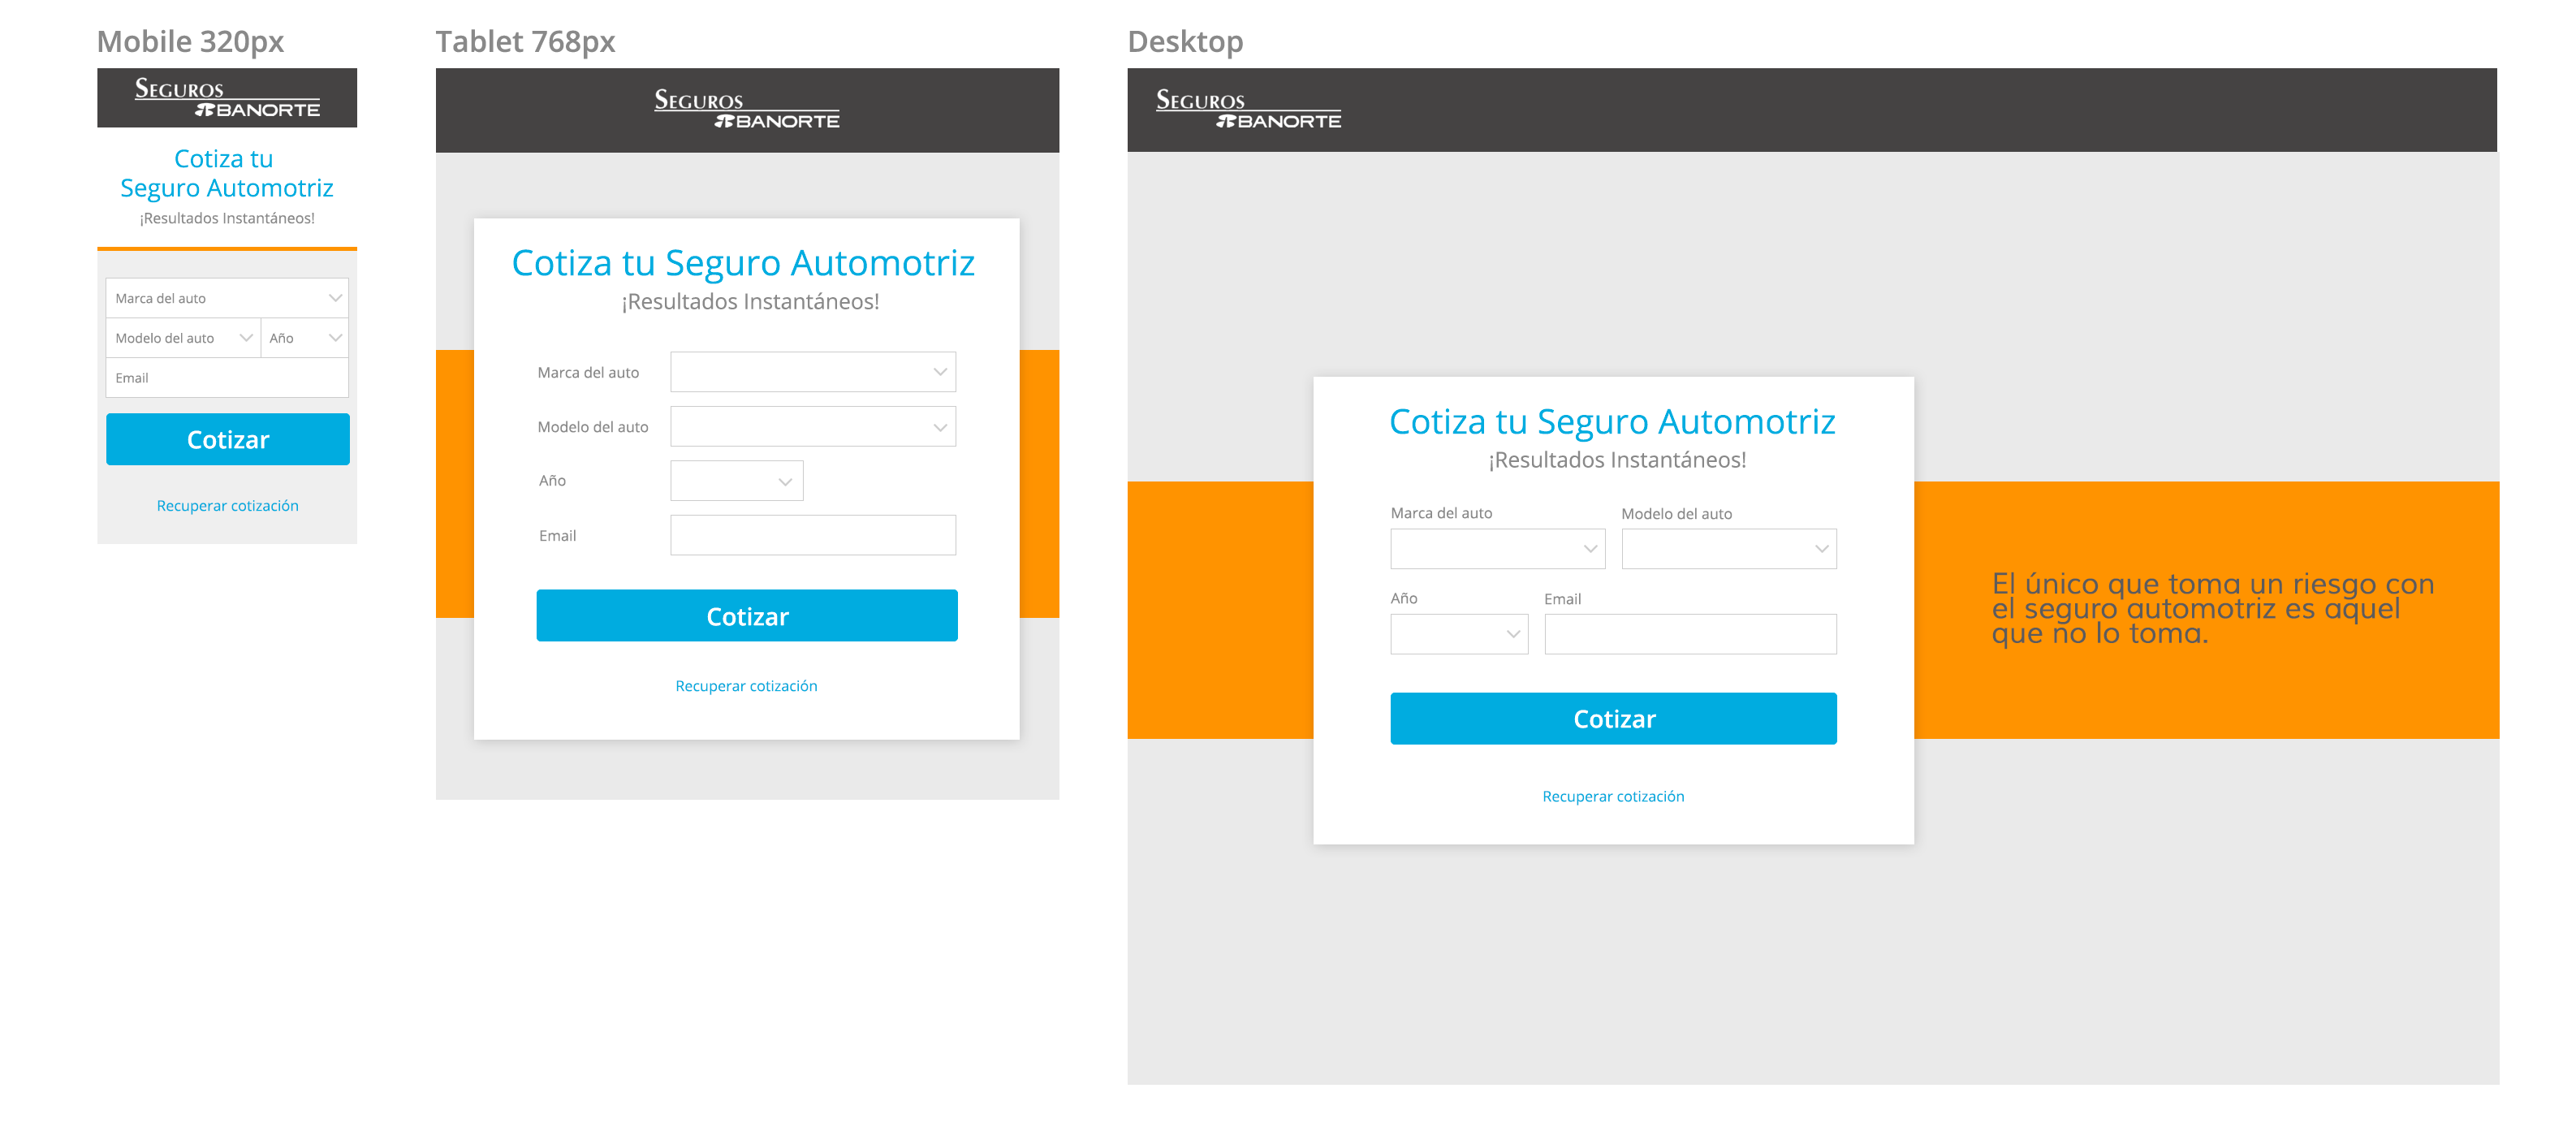 Mobile 320px
SEGUROS
BANORTE
Cotiza tu
Seguro Automotriz
¡Resultados Instantáneos!
Marca del auto
Modelo del auto Año
Email
Cotizar
Recuperar cotización
Tablet 768px
SEGUROS
BANORTE
Cotiza tu Seguro Automotriz
¡Resultados Instantáneos!
Marca del auto
Modelo del auto
Año
Email
Cotizar
Recuperar cotización
Desktop
SEGUROS
BANORTE
Cotiza tu Seguro Automotriz
¡Resultados Instantáneos!
Marca del auto Modelo del auto
Año Email
Cotizar
Recuperar cotización
El único que toma un riesgo con
el seguro automotriz es aquel
que no lo toma.